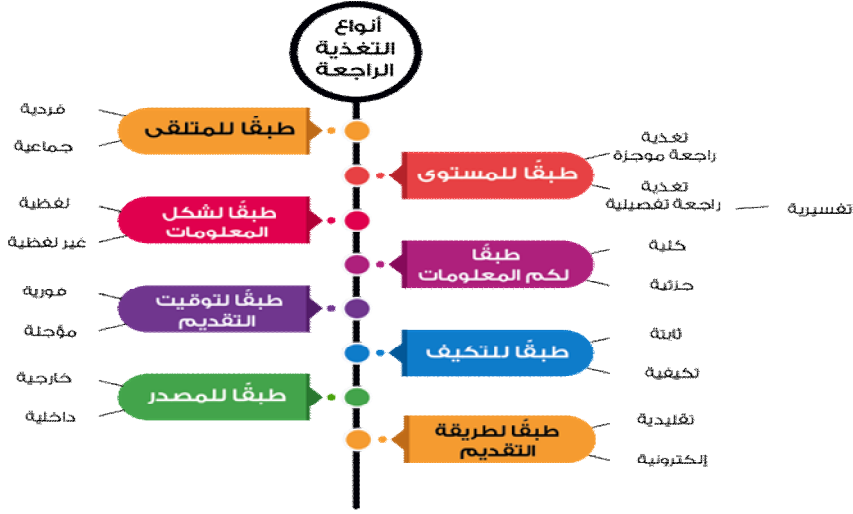 أنواع
التغذية
الراجعة
طبقًا للمتلقى
فردية
جماعية
طبقًا للمستوى
تغذية
راجعة موجزة
تغذية
راجعة تفصيلية
تفسيرية
طبقًا لشكل
المعلومات
لفظية
غير لفظية
طبقًا
لكم المعلومات
كلية
جزئية
طبقًا لتوقيت
التقديم
فورية
مؤجلة
طبقًا للتكيف
ثابتة
تكيفية
طبقًا للمصدر
خارجية
داخلية
طبقًا لطريقة
التقديم
تقليدية
إلكترونية